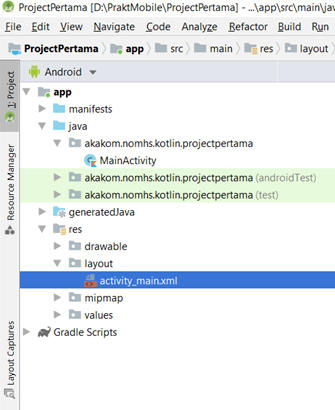 ProjectPertama [D:\PraktMobile\ProjectPertama] - ...\app\src\main\jav
File Edit View Navigate Code Analyze Refactor Build Run
ProjectPertama app src main res layout
1: Project
Android
app
manifests
java
akakom.nomhs.kotlin.projectpertama
MainActivity
akakom.nomhs.kotlin.projectpertama (androidTest)
akakom.nomhs.kotlin.projectpertama (test)
generatedJava
res
drawable
layout
activity_main.xml
mipmap
values
Gradle Scripts
Resource Manager
Layout Captures